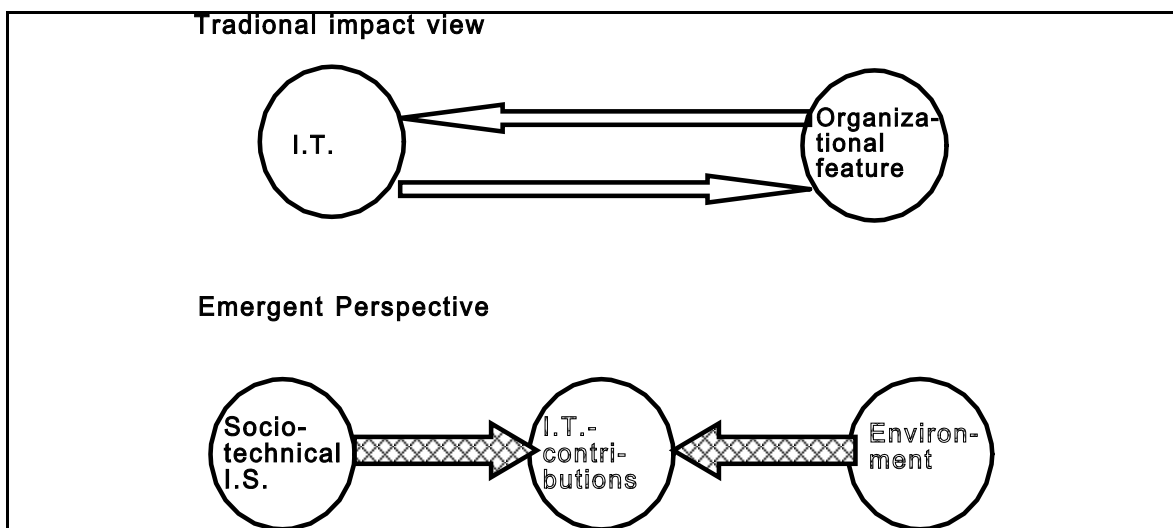 Tradional impact view
I.T.
Organiza-
tional
feature
Emergent Perspective
Socio-
technical
I.S.
I.T.-
contri-
butions
Environ-
ment